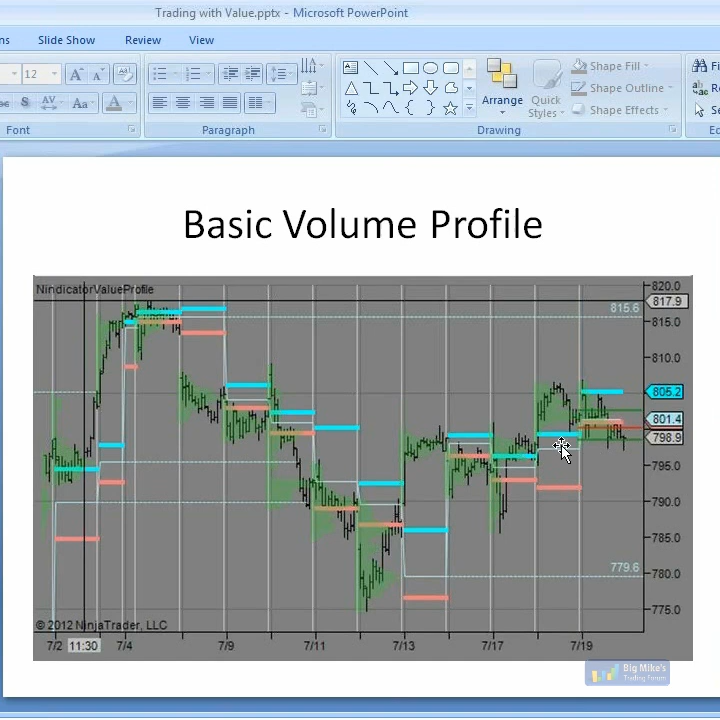 Trading with Value.pptx - Microsoft PowerPoint
ns Slide Show Review View
12 A A Aa
abc S AV Aa A
Shape Fill
Arrange Quick Styles
Shape Outline
Shape Effects
Font Paragraph Drawing
Basic Volume Profile
NindicatorValueProfile
820.0
817.9
815.6
815.0
810.0
805.2
801.4
798.9
795.0
790.0
785.0
780.0
779.6
775.0
© 2012 NinjaTrader, LLC
7/2 11:30 7/4 7/9 7/11 7/13 7/17 7/19
Big Mike's
Trading Forum